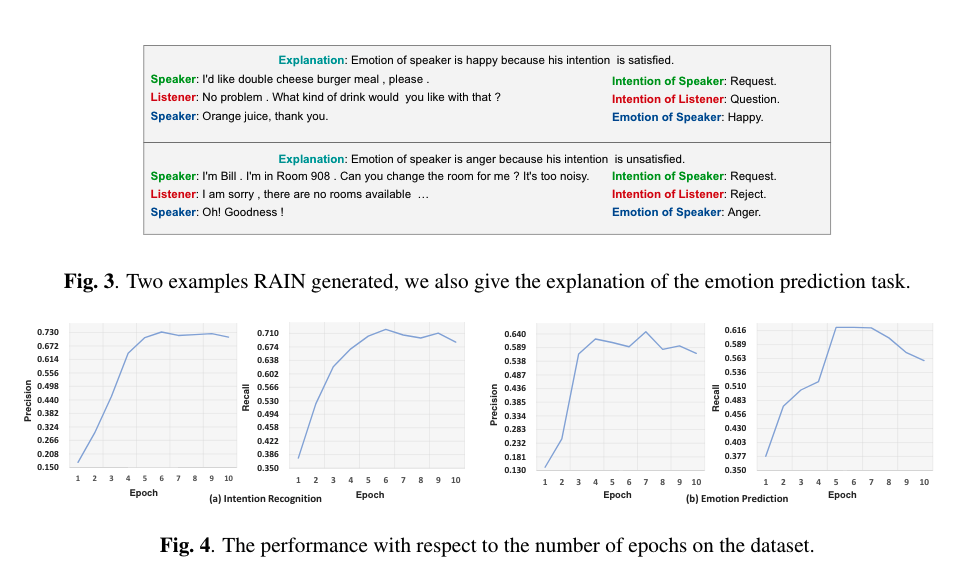 Explanation: Emotion of speaker is happy because his intention is satisfied.
Speaker: I'd like double cheese burger meal , please .
Intention of Speaker: Request.
Listener: No problem . What kind of drink would you like with that ?
Intention of Listener: Question.
Speaker: Orange juice, thank you.
Emotion of Speaker: Happy.
Explanation: Emotion of speaker is anger because his intention is unsatisfied.
Speaker: I'm Bill . I'm in Room 908 . Can you change the room for me ? It's too noisy.
Intention of Speaker: Request.
Listener: I am sorry , there are no rooms available …
Intention of Listener: Reject.
Speaker: Oh! Goodness !
Emotion of Speaker: Anger.
Fig. 3. Two examples RAIN generated, we also give the explanation of the emotion prediction task.
Precision
0.730
0.672
0.614
0.556
0.498
0.440
0.382
0.324
0.266
0.208
0.150
1 2 3 4 5 6 7 8 9 10
Epoch
Recall
0.710
0.674
0.638
0.602
0.566
0.530
0.494
0.458
0.422
0.386
0.350
1 2 3 4 5 6 7 8 9 10
Epoch
(a) Intention Recognition
Precision
0.640
0.589
0.538
0.487
0.436
0.385
0.334
0.283
0.232
0.181
0.130
1 2 3 4 5 6 7 8 9 10
Epoch
Recall
0.616
0.589
0.563
0.536
0.510
0.483
0.456
0.430
0.403
0.377
0.350
1 2 3 4 5 6 7 8 9 10
Epoch
(b) Emotion Prediction
Fig. 4. The performance with respect to the number of epochs on the dataset.